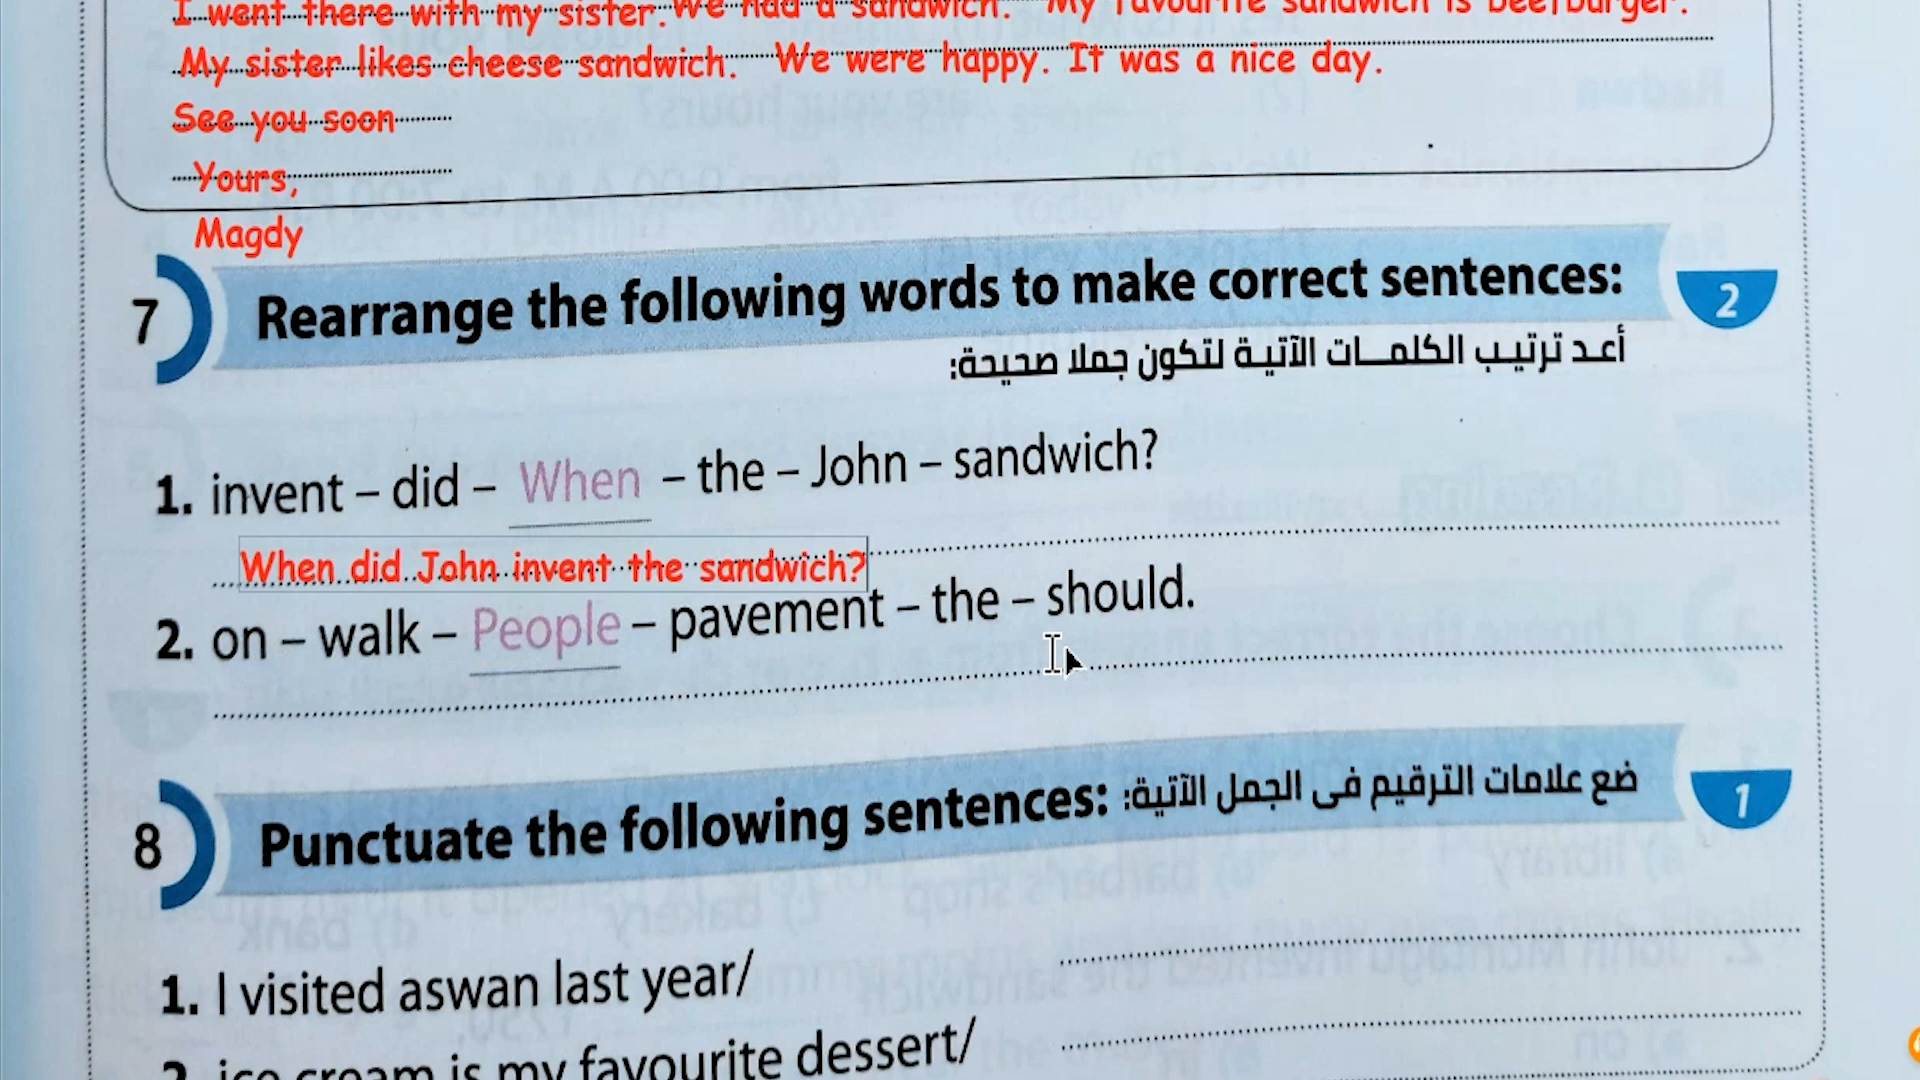 I went there with my sister. We had a sandwich. My favourite sandwich is beefburger.
My sister likes cheese sandwich. We were happy. It was a nice day.
See you soon
Yours,
Magdy
7 Rearrange the following words to make correct sentences: 2
أعد ترتيب الكلمات الآتية لتكون جملا صحيحة:
1. invent – did – When – the – John – sandwich?
When did John invent the sandwich?
2. on – walk – People – pavement – the – should.
8 Punctuate the following sentences: ضع علامات الترقيم فى الجمل الآتية: 1
1. I visited aswan last year/
2. ice cream is my favourite dessert/